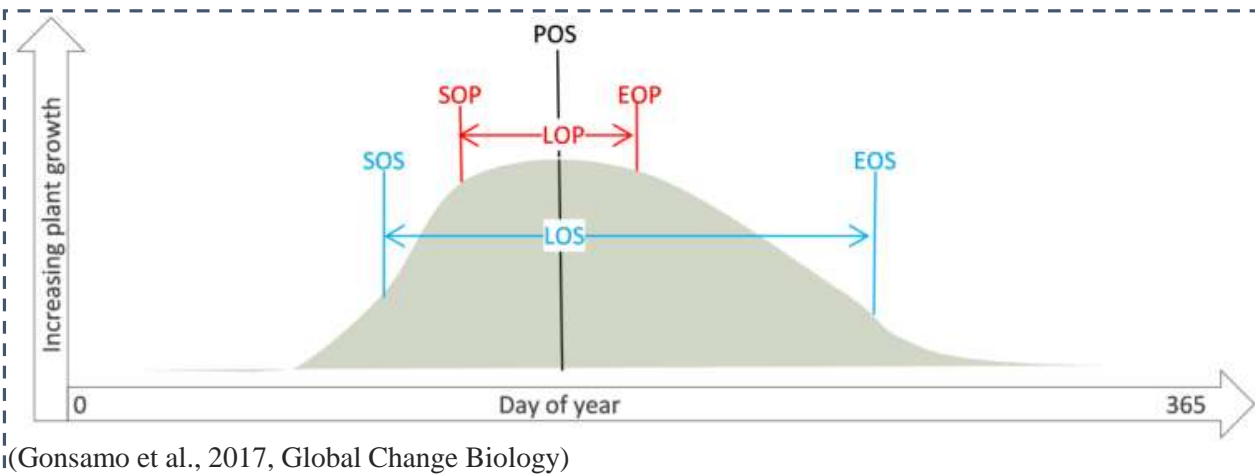 POS
SOP EOP
LOP
SOS EOS
LOS
Increasing plant growth
0 Day of year 365
(Gonsamo et al., 2017, Global Change Biology)